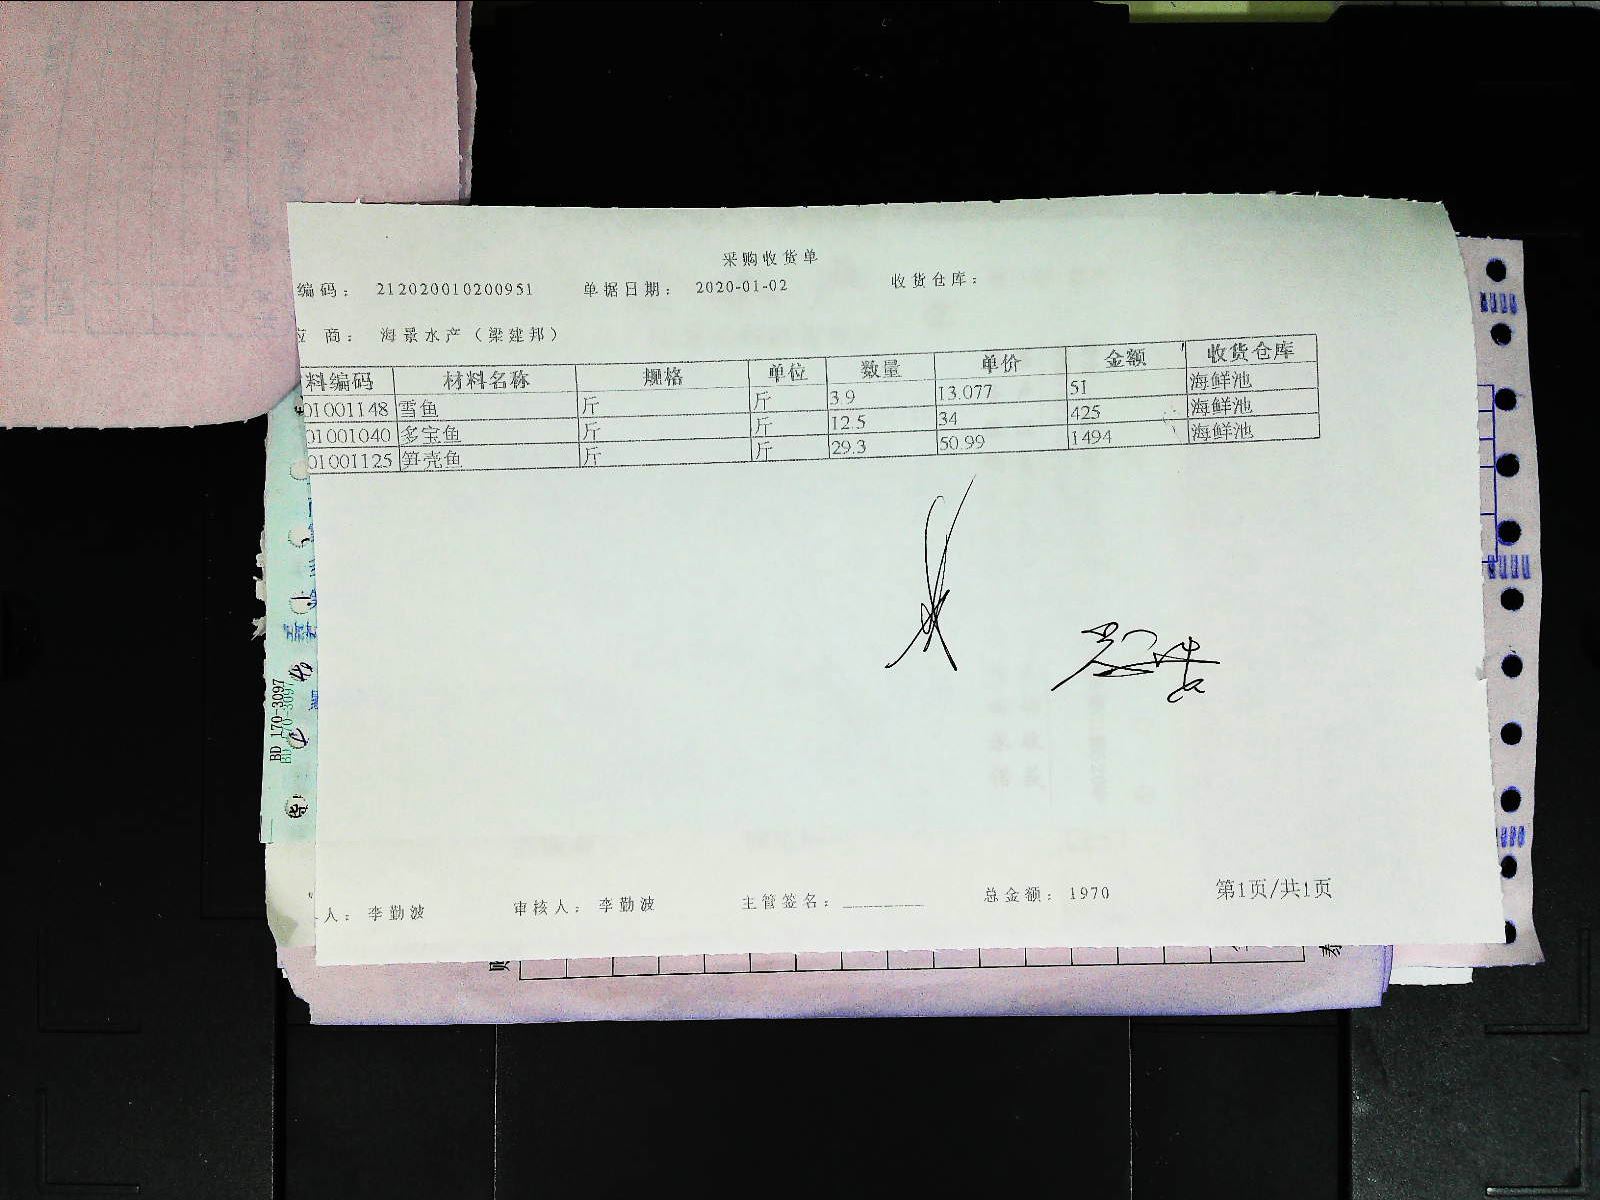 采购收货单
编码： 212020010200951 单据日期： 2020-01-02 收货仓库：
应 商： 海景水产（梁建邦）
料编码 材料名称 规格 单位 数量 单价 金额 收货仓库
01001148 雪鱼 斤 斤 3.9 13.077 51 海鲜池
01001040 多宝鱼 斤 斤 12.5 34 425 海鲜池
01001125 笋壳鱼 斤 斤 29.3 50.99 1494 海鲜池
人： 李勤波 审核人： 李勤波 主管签名： 总金额： 1970 第1页/共1页
BD 170-3097